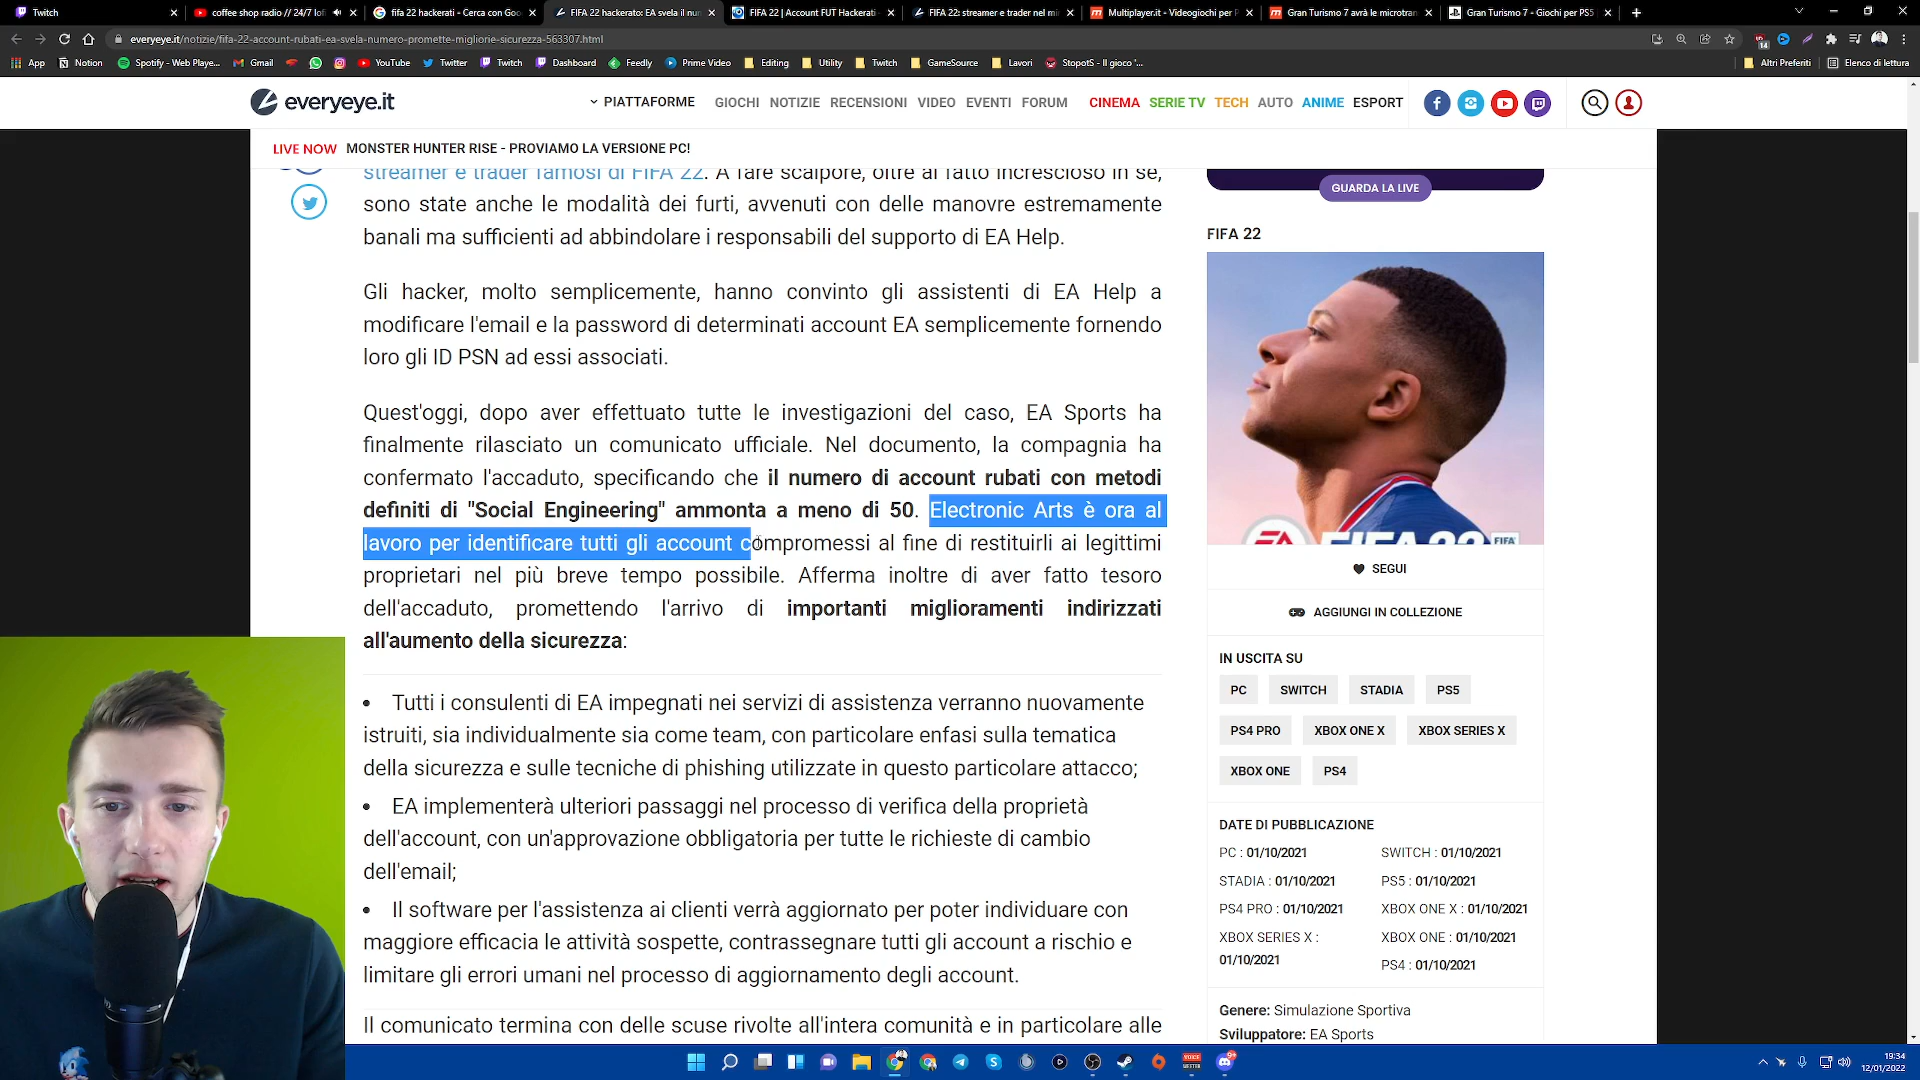 Twitch
coffee shop radio // 24/7 lofi
fifa 22 hackerati - Cerca con Goo
FIFA 22 hackerato: EA svela il nun
FIFA 22 | Account FUT Hackerati -
FIFA 22: streamer e trader nel mi
Multiplayer.it - Videogiochi per P
Gran Turismo 7 avrà le microtran
Gran Turismo 7 - Giochi per PS5
everyeye.it/notizie/fifa-22-account-rubati-ea-svela-numero-promette-migliorie-sicurezza-563307.html
App
Notion
Spotify - Web Playe...
Gmail
YouTube
Twitter
Twitch
Dashboard
Feedly
Prime Video
Editing
Utility
Twitch
GameSource
Lavori
StopotS - Il gioco '...
Altri Preferiti
Elenco di lettura
everyeye.it
PIATTAFORME
GIOCHI NOTIZIE RECENSIONI VIDEO EVENTI FORUM
CINEMA SERIE TV TECH AUTO ANIME ESPORT
LIVE NOW MONSTER HUNTER RISE - PROVIAMO LA VERSIONE PC!
streamer e trader famosi di FIFA 22. A fare scalpore, oltre al fatto increscioso in sé,
sono state anche le modalità dei furti, avvenuti con delle manovre estremamente
banali ma sufficienti ad abbindolare i responsabili del supporto di EA Help.
Gli hacker, molto semplicemente, hanno convinto gli assistenti di EA Help a
modificare l'email e la password di determinati account EA semplicemente fornendo
loro gli ID PSN ad essi associati.
Quest'oggi, dopo aver effettuato tutte le investigazioni del caso, EA Sports ha
finalmente rilasciato un comunicato ufficiale. Nel documento, la compagnia ha
confermato l'accaduto, specificando che il numero di account rubati con metodi
definiti di "Social Engineering" ammonta a meno di 50. Electronic Arts è ora al
lavoro per identificare tutti gli account compromessi al fine di restituirli ai legittimi
proprietari nel più breve tempo possibile. Afferma inoltre di aver fatto tesoro
dell'accaduto, promettendo l'arrivo di importanti miglioramenti indirizzati
all'aumento della sicurezza:
• Tutti i consulenti di EA impegnati nei servizi di assistenza verranno nuovamente
istruiti, sia individualmente sia come team, con particolare enfasi sulla tematica
della sicurezza e sulle tecniche di phishing utilizzate in questo particolare attacco;
• EA implementerà ulteriori passaggi nel processo di verifica della proprietà
dell'account, con un'approvazione obbligatoria per tutte le richieste di cambio
dell'email;
• Il software per l'assistenza ai clienti verrà aggiornato per poter individuare con
maggiore efficacia le attività sospette, contrassegnare tutti gli account a rischio e
limitare gli errori umani nel processo di aggiornamento degli account.
Il comunicato termina con delle scuse rivolte all'intera comunità e in particolare alle
GUARDA LA LIVE
FIFA 22
EA FIFA 22
FIFA
SEGUI
AGGIUNGI IN COLLEZIONE
IN USCITA SU
PC SWITCH STADIA PS5
PS4 PRO XBOX ONE X XBOX SERIES X
XBOX ONE PS4
DATE DI PUBBLICAZIONE
PC : 01/10/2021 SWITCH : 01/10/2021
STADIA : 01/10/2021 PS5 : 01/10/2021
PS4 PRO : 01/10/2021 XBOX ONE X : 01/10/2021
XBOX SERIES X : XBOX ONE : 01/10/2021
01/10/2021 PS4 : 01/10/2021
Genere: Simulazione Sportiva
Sviluppatore: EA Sports
19:34
12/01/2022